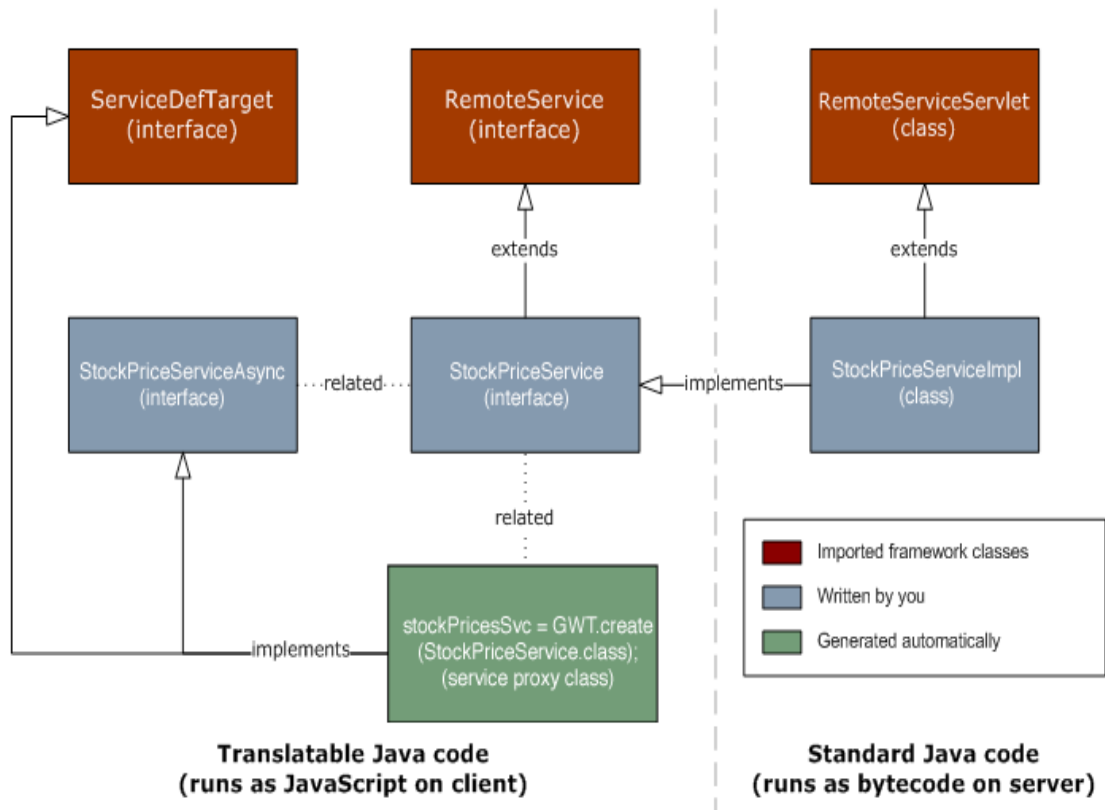 ServiceDefTarget
(interface)
RemoteService
(interface)
RemoteServiceServlet
(class)
extends
extends
StockPriceServiceAsync
(interface)
related
StockPriceService
(interface)
implements
StockPriceServiceImpl
(class)
related
Imported framework classes
Written by you
Generated automatically
stockPricesSvc = GWT.create
(StockPriceService.class);
(service proxy class)
implements
Translatable Java code
(runs as JavaScript on client)
Standard Java code
(runs as bytecode on server)